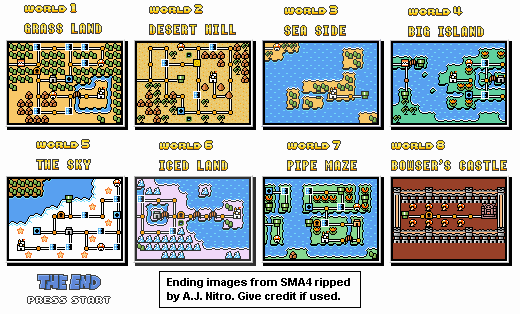 WORLD 1
GRASS LAND
WORLD 2
DESERT HILL
WORLD 3
SEA SIDE
WORLD 4
BIG ISLAND
WORLD 5
THE SKY
WORLD 6
ICED LAND
WORLD 7
PIPE MAZE
WORLD 8
BOWSER'S CASTLE
THE END
PRESS START
Ending images from SMA4 ripped
by A.J. Nitro. Give credit if used.